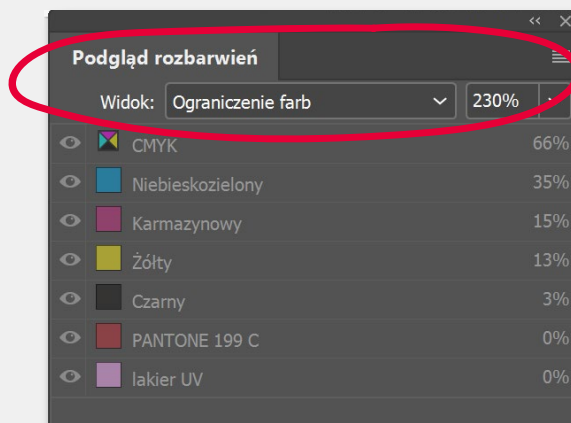 Podgląd rozbarwień
Widok: Ograniczenie farb 230%
CMYK 66%
Niebieskozielony 35%
Karmazynowy 15%
Żółty 13%
Czarny 3%
PANTONE 199 C 0%
lakier UV 0%